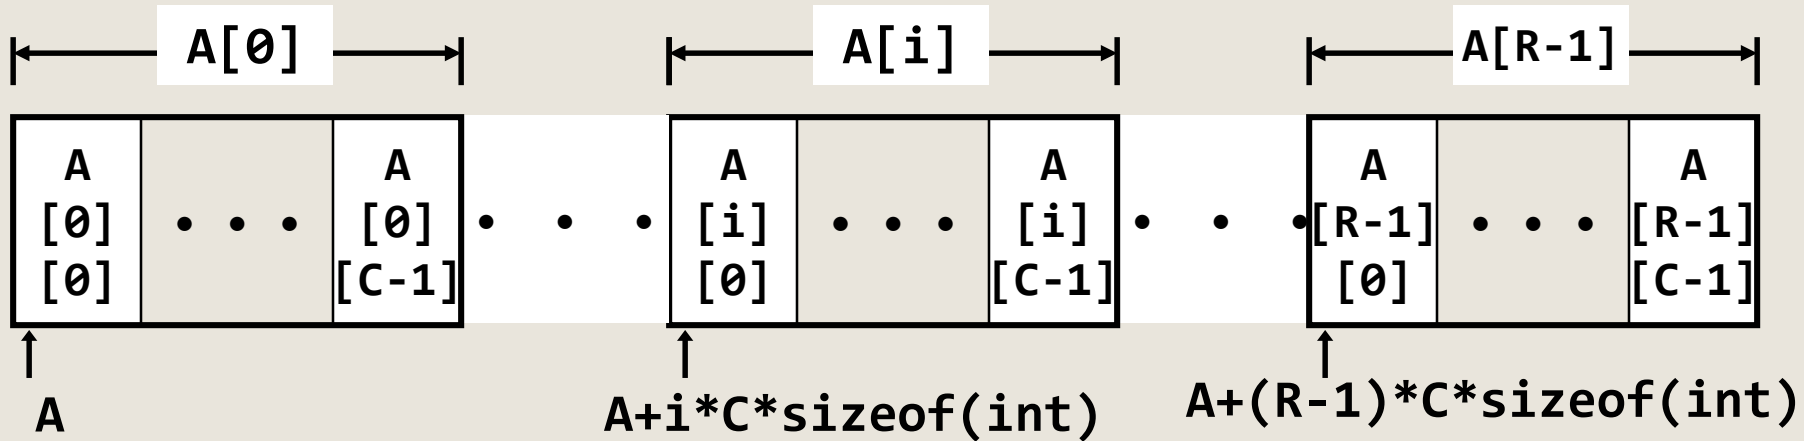 A[0]
A[i]
A[R-1]
A
[0]
[0]
• • •
A
[0]
[C-1]
• • •
A
[i]
[0]
• • •
A
[i]
[C-1]
• • •
A
[R-1]
[0]
• • •
A
[R-1]
[C-1]
A
A+i*C*sizeof(int)
A+(R-1)*C*sizeof(int)